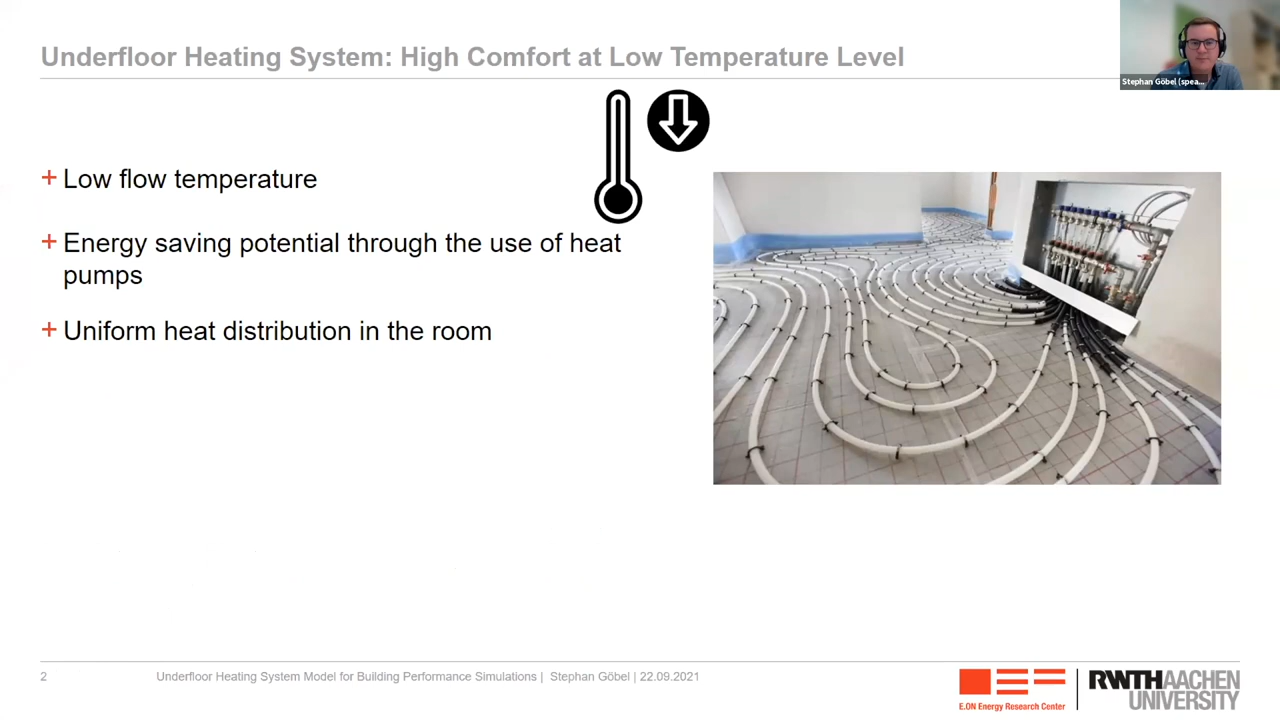 Underfloor Heating System: High Comfort at Low Temperature Level
Stephan Göbel (spea...
+ Low flow temperature
+ Energy saving potential through the use of heat
pumps
+ Uniform heat distribution in the room
2
Underfloor Heating System Model for Building Performance Simulations | Stephan Göbel | 22.09.2021
E.ON Energy Research Center
RWTHAACHEN
UNIVERSITY